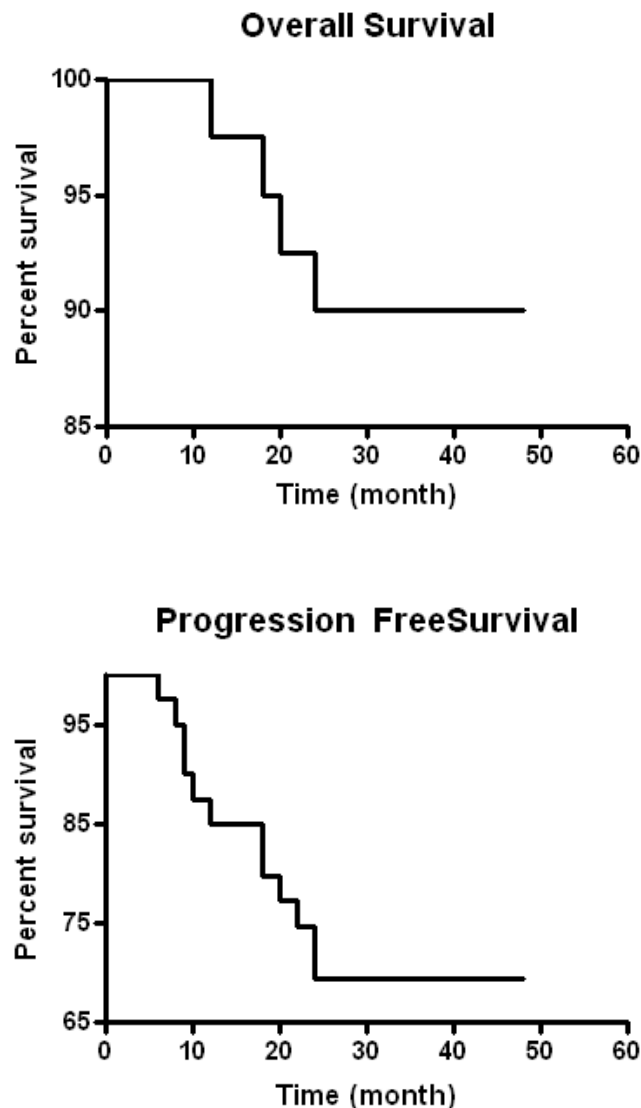 Overall Survival
100
95
90
85
Percent survival
0 10 20 30 40 50 60
Time (month)
Progression FreeSurvival
95
85
75
65
Percent survival
0 10 20 30 40 50 60
Time (month)